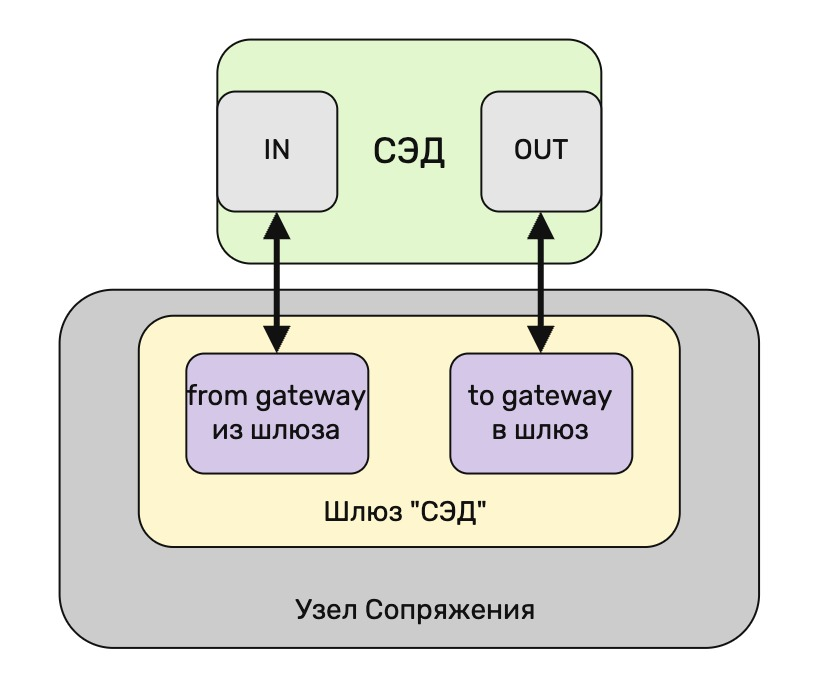 IN
СЭД
OUT
from gateway
из шлюза
to gateway
в шлюз
Шлюз "СЭД"
Узел Сопряжения